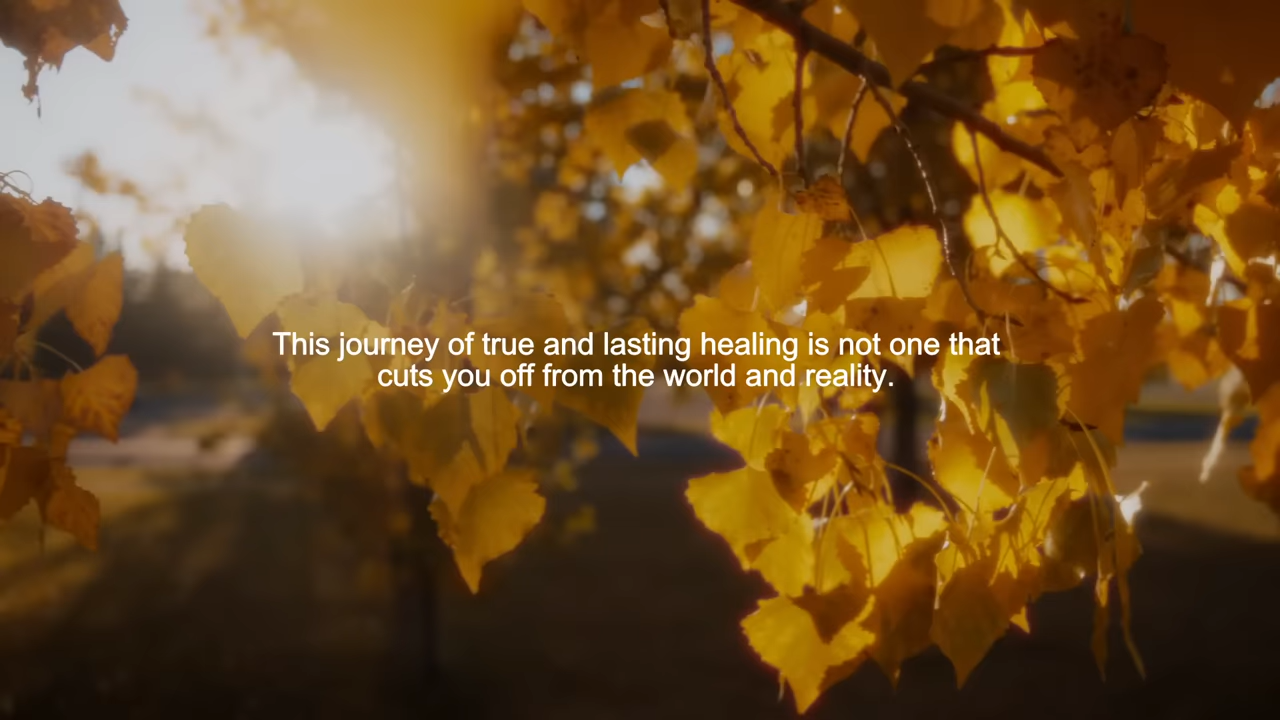 This journey of true and lasting healing is not one that
cuts you off from the world and reality.